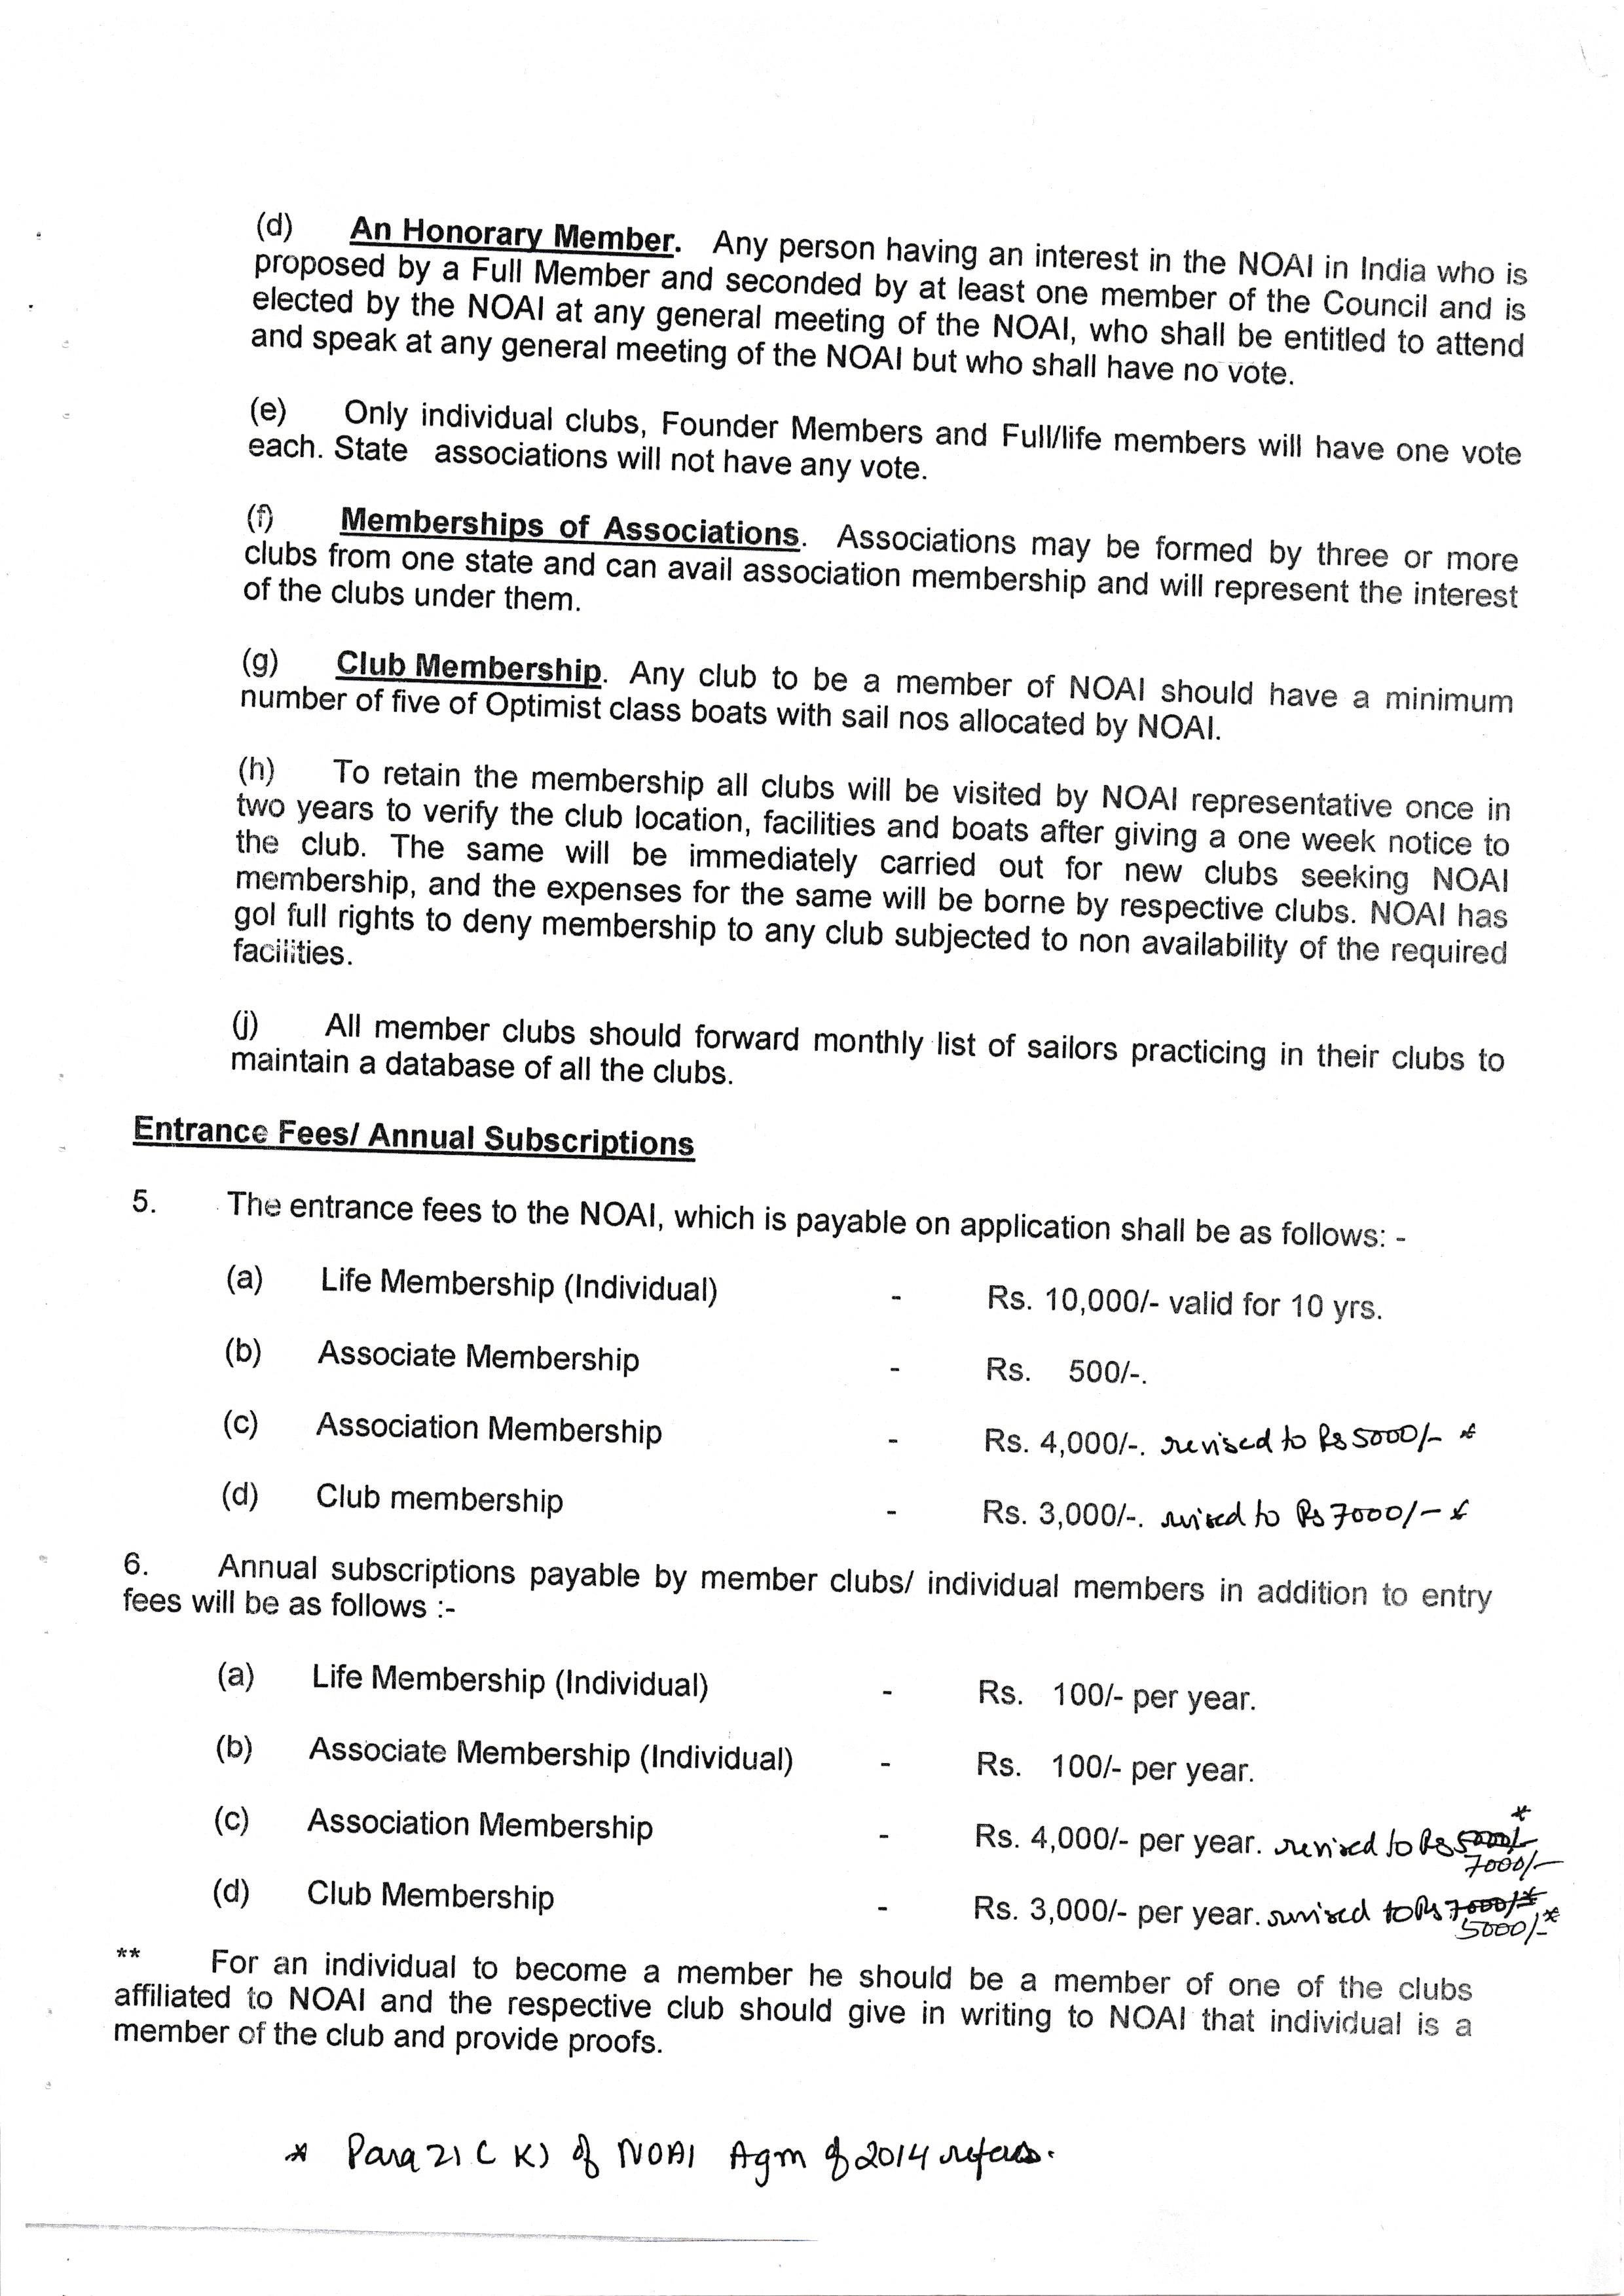 (d) An Honorary Member. Any person having an interest in the NOAI in India who is
proposed by a Full Member and seconded by at least one member of the Council and is
elected by the NOAI at any general meeting of the NOAI, who shall be entitled to attend
and speak at any general meeting of the NOAI but who shall have no vote.
(e) Only individual clubs, Founder Members and Full/life members will have one vote
each. State associations will not have any vote.
(f) Memberships of Associations. Associations may be formed by three or more
clubs from one state and can avail association membership and will represent the interest
of the clubs under them.
(g) Club Membership. Any club to be a member of NOAI should have a minimum
number of five of Optimist class boats with sail nos allocated by NOAI.
(h) To retain the membership all clubs will be visited by NOAI representative once in
two years to verify the club location, facilities and boats after giving a one week notice to
the club. The same will be immediately carried out for new clubs seeking NOAI
membership, and the expenses for the same will be borne by respective clubs. NOAI has
gol full rights to deny membership to any club subjected to non availability of the required
facilities.
(j) All member clubs should forward monthly list of sailors practicing in their clubs to
maintain a database of all the clubs.
Entrance Fees/ Annual Subscriptions
5. The entrance fees to the NOAI, which is payable on application shall be as follows: -
(a) Life Membership (Individual) - Rs. 10,000/- valid for 10 yrs.
(b) Associate Membership - Rs. 500/-.
(c) Association Membership - Rs. 4,000/-. revised to Rs 5000/- *
(d) Club membership - Rs. 3,000/-. revised to Rs 7000/- *
6. Annual subscriptions payable by member clubs/ individual members in addition to entry
fees will be as follows :-
(a) Life Membership (Individual) - Rs. 100/- per year.
(b) Associate Membership (Individual) - Rs. 100/- per year.
(c) Association Membership - Rs. 4,000/- per year. revised to Rs 5000/- *
7000/-
(d) Club Membership - Rs. 3,000/- per year. revised to Rs 7000/- *
5000/- *
** For an individual to become a member he should be a member of one of the clubs
affiliated to NOAI and the respective club should give in writing to NOAI that individual is a
member of the club and provide proofs.
* Para 21 (K) of NOAI Agm of 2014 refers.